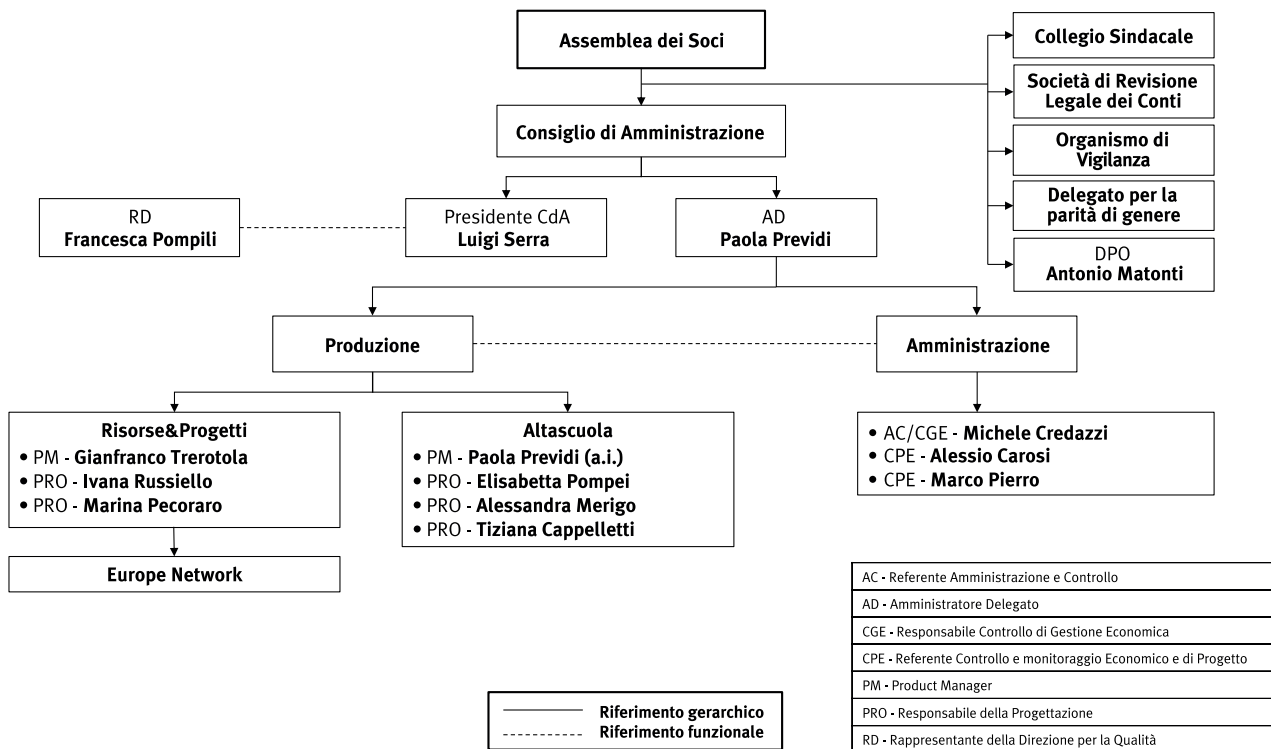 Assemblea dei Soci
Collegio Sindacale
Società di Revisione
Legale dei Conti
Consiglio di Amministrazione
Organismo di
Vigilanza
Delegato per la
parità di genere
RD
Francesca Pompili
Presidente CdA
Luigi Serra
AD
Paola Previdi
DPO
Antonio Matonti
Produzione
Amministrazione
Risorse&Progetti
• PM - Gianfranco Trerotola
• PRO - Ivana Russiello
• PRO - Marina Pecoraro
Altascuola
• PM - Paola Previdi (a.i.)
• PRO - Elisabetta Pompei
• PRO - Alessandra Merigo
• PRO - Tiziana Cappelletti
• AC/CGE - Michele Credazzi
• CPE - Alessio Carosi
• CPE - Marco Pierro
Europe Network
AC - Referente Amministrazione e Controllo
AD - Amministratore Delegato
CGE - Responsabile Controllo di Gestione Economica
CPE - Referente Controllo e monitoraggio Economico e di Progetto
PM - Product Manager
PRO - Responsabile della Progettazione
RD - Rappresentante della Direzione per la Qualità
Riferimento gerarchico
Riferimento funzionale